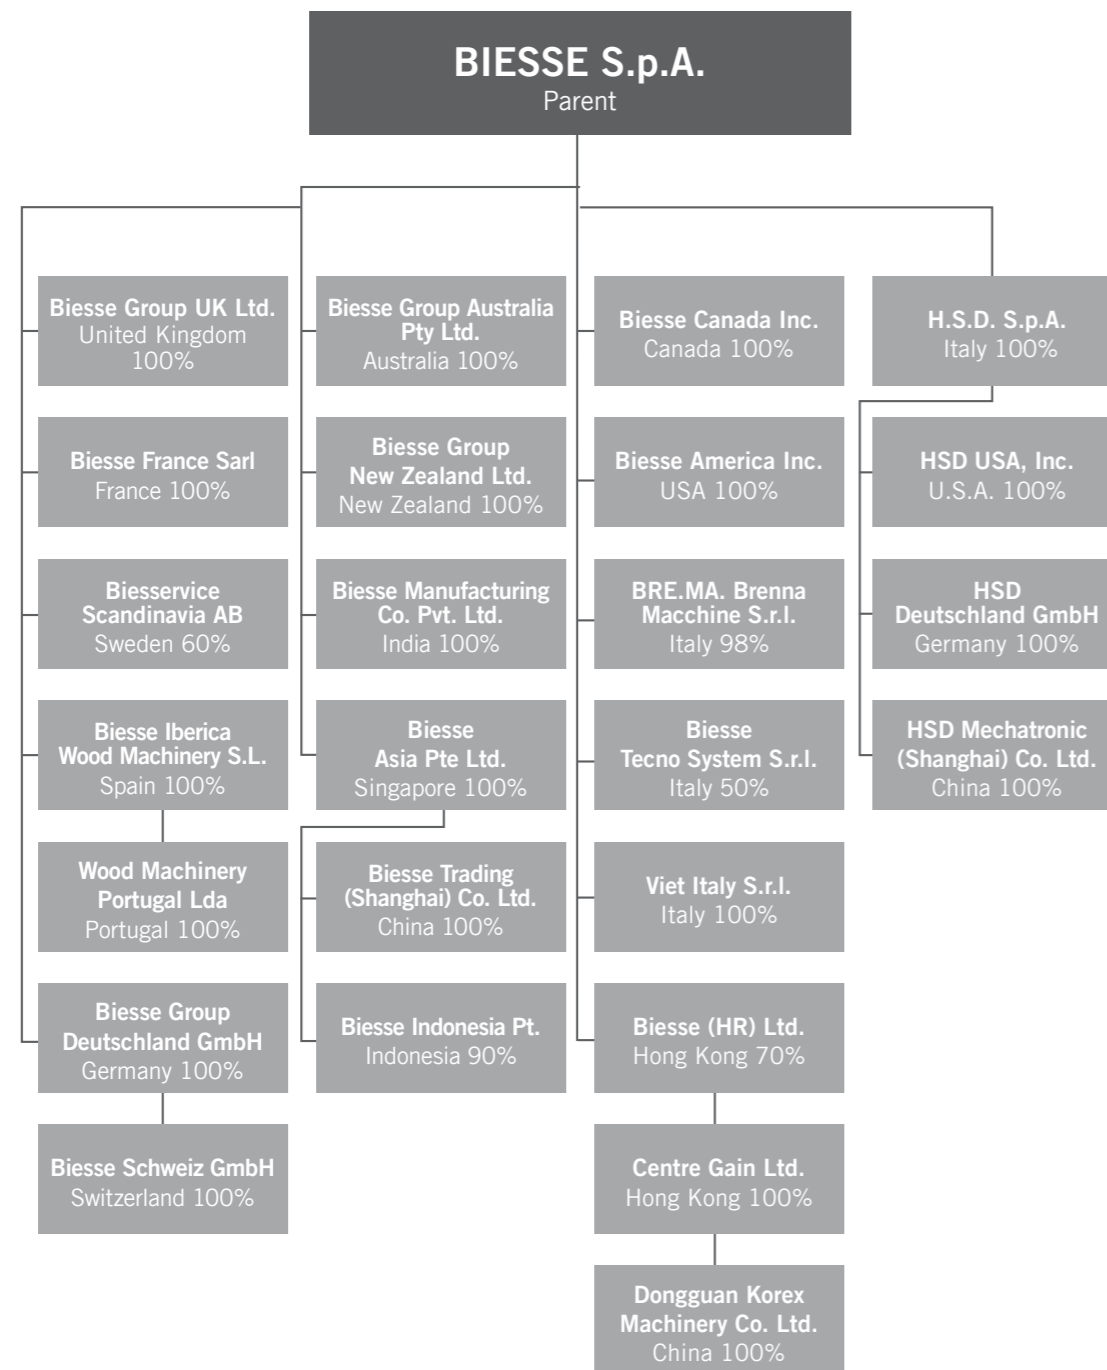 BIESSE S.p.A.
Parent
Biesse Group UK Ltd.
United Kingdom
100%
Biesse France Sarl
France 100%
Biesservice
Scandinavia AB
Sweden 60%
Biesse Iberica
Wood Machinery S.L.
Spain 100%
Wood Machinery
Portugal Lda
Portugal 100%
Biesse Group
Deutschland GmbH
Germany 100%
Biesse Schweiz GmbH
Switzerland 100%
Biesse Group Australia
Pty Ltd.
Australia 100%
Biesse Group
New Zealand Ltd.
New Zealand 100%
Biesse Manufacturing
Co. Pvt. Ltd.
India 100%
Biesse
Asia Pte Ltd.
Singapore 100%
Biesse Trading
(Shanghai) Co. Ltd.
China 100%
Biesse Indonesia Pt.
Indonesia 90%
Biesse Canada Inc.
Canada 100%
Biesse America Inc.
USA 100%
BRE.MA. Brenna
Macchine S.r.l.
Italy 98%
Biesse
Tecno System S.r.l.
Italy 50%
Viet Italy S.r.l.
Italy 100%
Biesse (HR) Ltd.
Hong Kong 70%
Centre Gain Ltd.
Hong Kong 100%
Dongguan Korex
Machinery Co. Ltd.
China 100%
H.S.D. S.p.A.
Italy 100%
HSD USA, Inc.
U.S.A. 100%
HSD
Deutschland GmbH
Germany 100%
HSD Mechatronic
(Shanghai) Co. Ltd.
China 100%